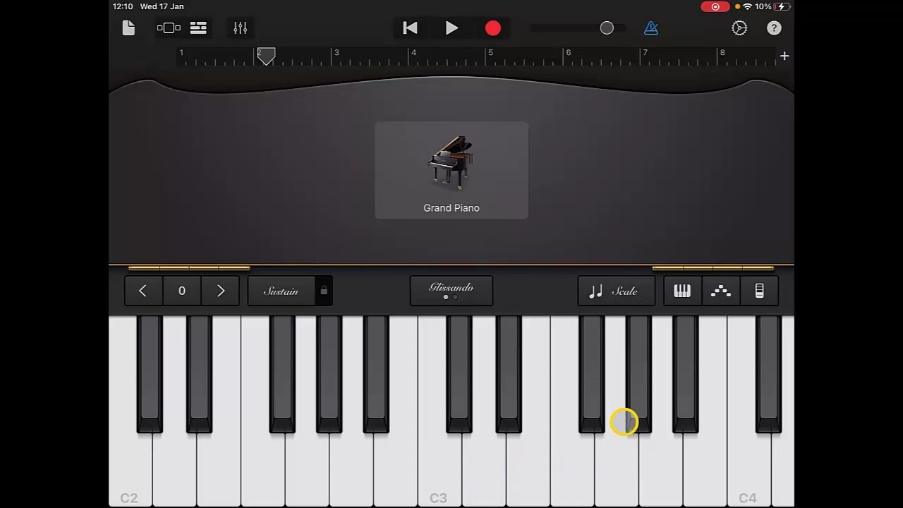 12:10 Wed 17 Jan 10%
1 2 3 4 5 6 7 8 +
Grand Piano
0 Sustain Glissando Scale
C2 C3 C4